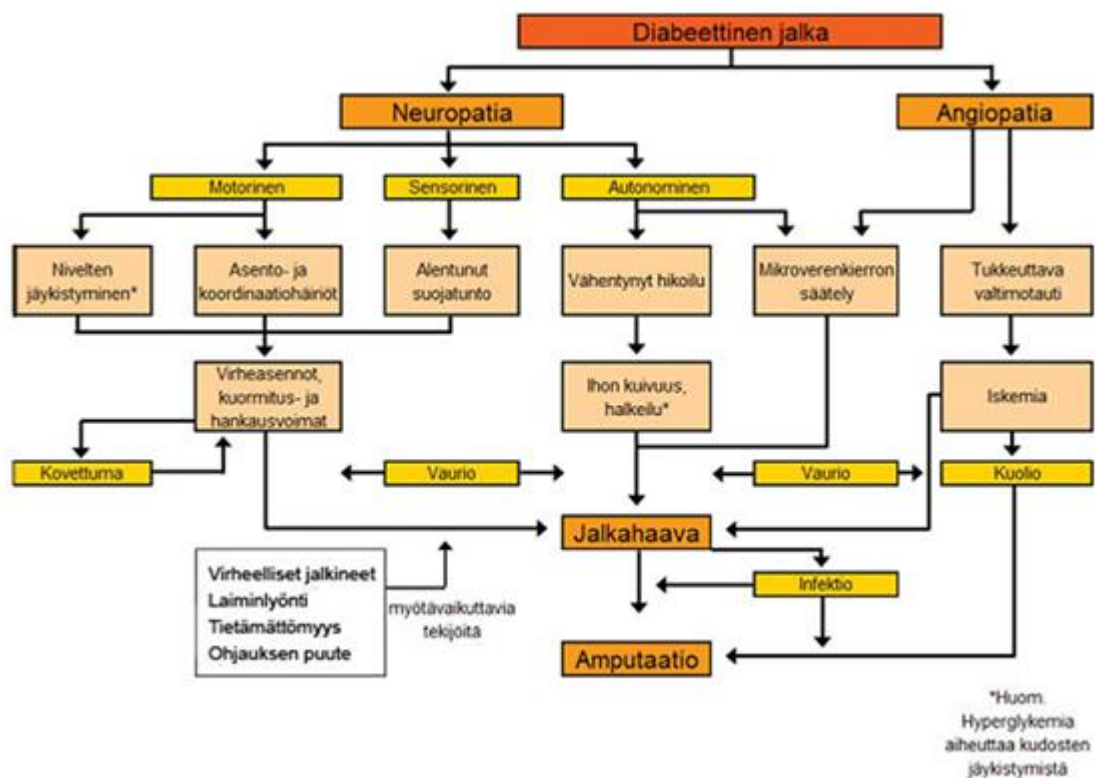 Diabeettinen jalka
Neuropatia
Angiopatia
Motorinen
Sensorinen
Autonominen
Nivelten
jäykistyminen*
Asento- ja
koordinaatiohäiriöt
Alentunut
suojatunto
Vähentynyt hikoilu
Mikroverenkierron
säätely
Tukkeuttava
valtimotauti
Virheasennot,
kuormitus- ja
hankausvoimat
Ihon kuivuus,
halkeilu*
Iskemia
Kovettuma
Vaurio
Vaurio
Kuolio
Jalkahaava
Virheelliset jalkineet
Laiminlyönti
Tietämättömyys
Ohjauksen puute
myötävaikuttavia
tekijöitä
Infektio
Amputaatio
*Huom.
Hyperglykemia
aiheuttaa kudosten
jäykistymistä